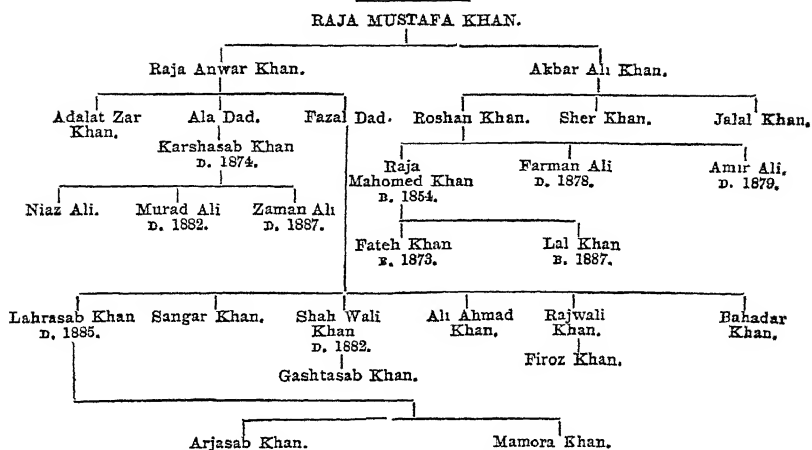 RAJA MUSTAFA KHAN.
Raja Anwar Khan. Akbar Ali Khan.
Adalat Zar Khan. Ala Dad. Fazal Dad. Roshan Khan. Sher Khan. Jalal Khan.
Karshasab Khan
D. 1874.
Raja Mahomed Khan
B. 1854.
Farman Ali
D. 1878.
Amir Ali.
D. 1879.
Niaz Ali. Murad Ali
D. 1882.
Zaman Ali
D. 1887.
Fateh Khan
B. 1873.
Lal Khan
B. 1887.
Lahrasab Khan
D. 1885.
Sangar Khan.
Shah Wali
Khan
D. 1882.
Ali Ahmad
Khan.
Rajwali
Khan.
Bahadar
Khan.
Gashtasab Khan.
Firoz Khan.
Arjasab Khan. Mamora Khan.